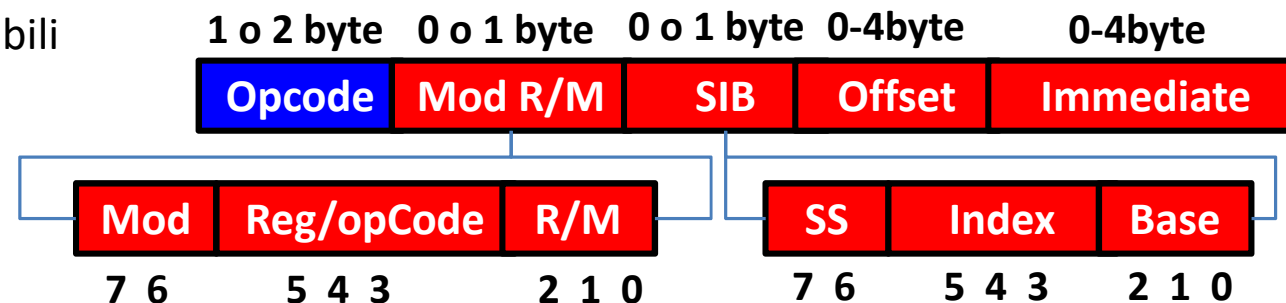 bili 1 o 2 byte 0 o 1 byte 0 o 1 byte 0-4byte 0-4byte
Opcode Mod R/M SIB Offset Immediate
Mod Reg/opCode R/M SS Index Base
7 6 5 4 3 2 1 0 7 6 5 4 3 2 1 0